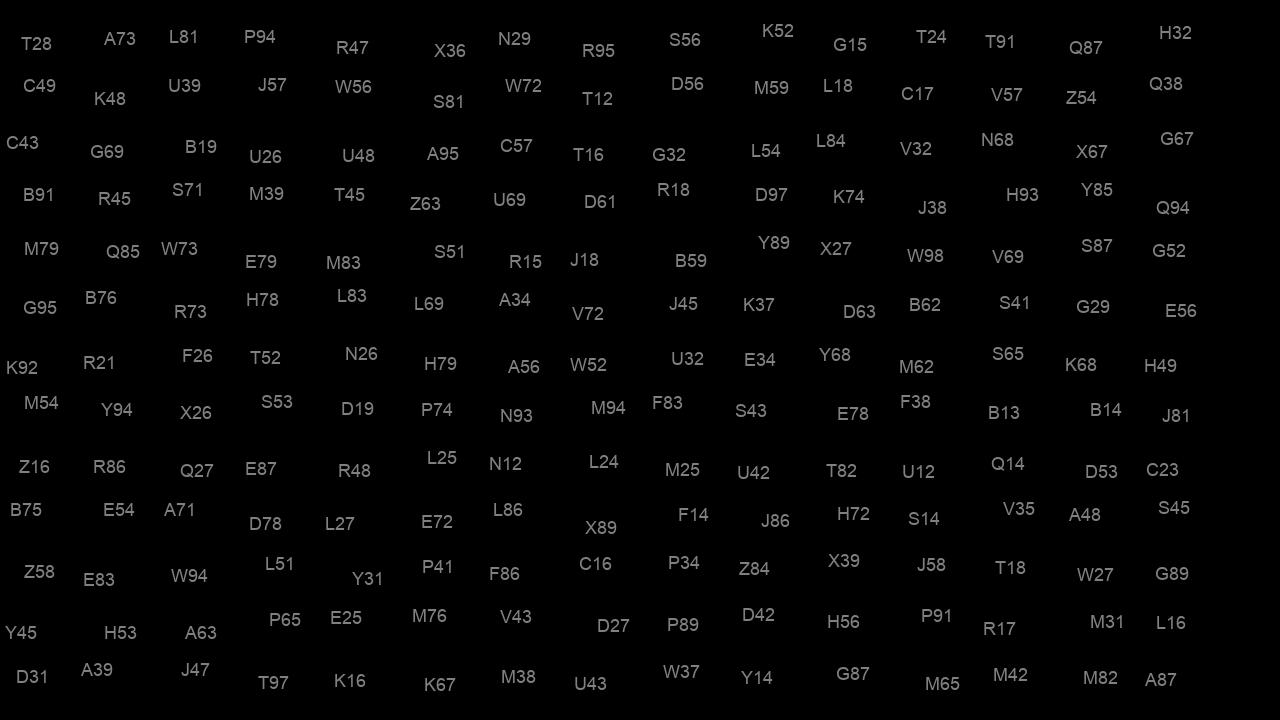 T28 A73 L81 P94 R47 X36 N29 R95 S56 K52 G15 T24 T91 Q87 H32
C49 K48 U39 J57 W56 S81 W72 T12 D56 M59 L18 C17 V57 Z54 Q38
C43 G69 B19 U26 U48 A95 C57 T16 G32 L54 L84 V32 N68 X67 G67
B91 R45 S71 M39 T45 Z63 U69 D61 R18 D97 K74 J38 H93 Y85 Q94
M79 Q85 W73 E79 M83 S51 R15 J18 B59 Y89 X27 W98 V69 S87 G52
G95 B76 R73 H78 L83 L69 A34 V72 J45 K37 D63 B62 S41 G29 E56
K92 R21 F26 T52 N26 H79 A56 W52 U32 E34 Y68 M62 S65 K68 H49
M54 Y94 X26 S53 D19 P74 N93 M94 F83 S43 E78 F38 B13 B14 J81
Z16 R86 Q27 E87 R48 L25 N12 L24 M25 U42 T82 U12 Q14 D53 C23
B75 E54 A71 D78 L27 E72 L86 X89 F14 J86 H72 S14 V35 A48 S45
Z58 E83 W94 L51 Y31 P41 F86 C16 P34 Z84 X39 J58 T18 W27 G89
Y45 H53 A63 P65 E25 M76 V43 D27 P89 D42 H56 P91 R17 M31 L16
D31 A39 J47 T97 K16 K67 M38 U43 W37 Y14 G87 M65 M42 M82 A87